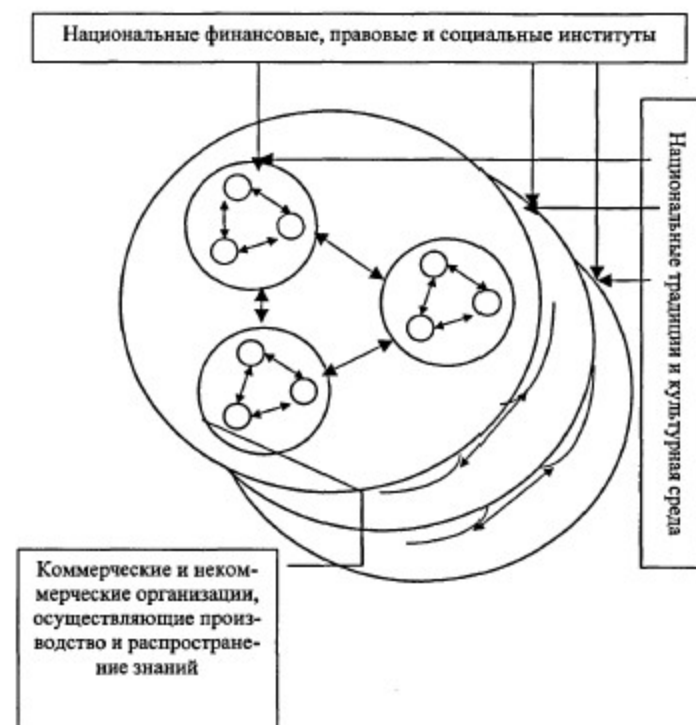 Национальные финансовые, правовые и социальные институты
Национальные традиции и культурная среда
Коммерческие и неком-
мерческие организации,
осуществляющие произ-
водство и распростране-
ние знаний